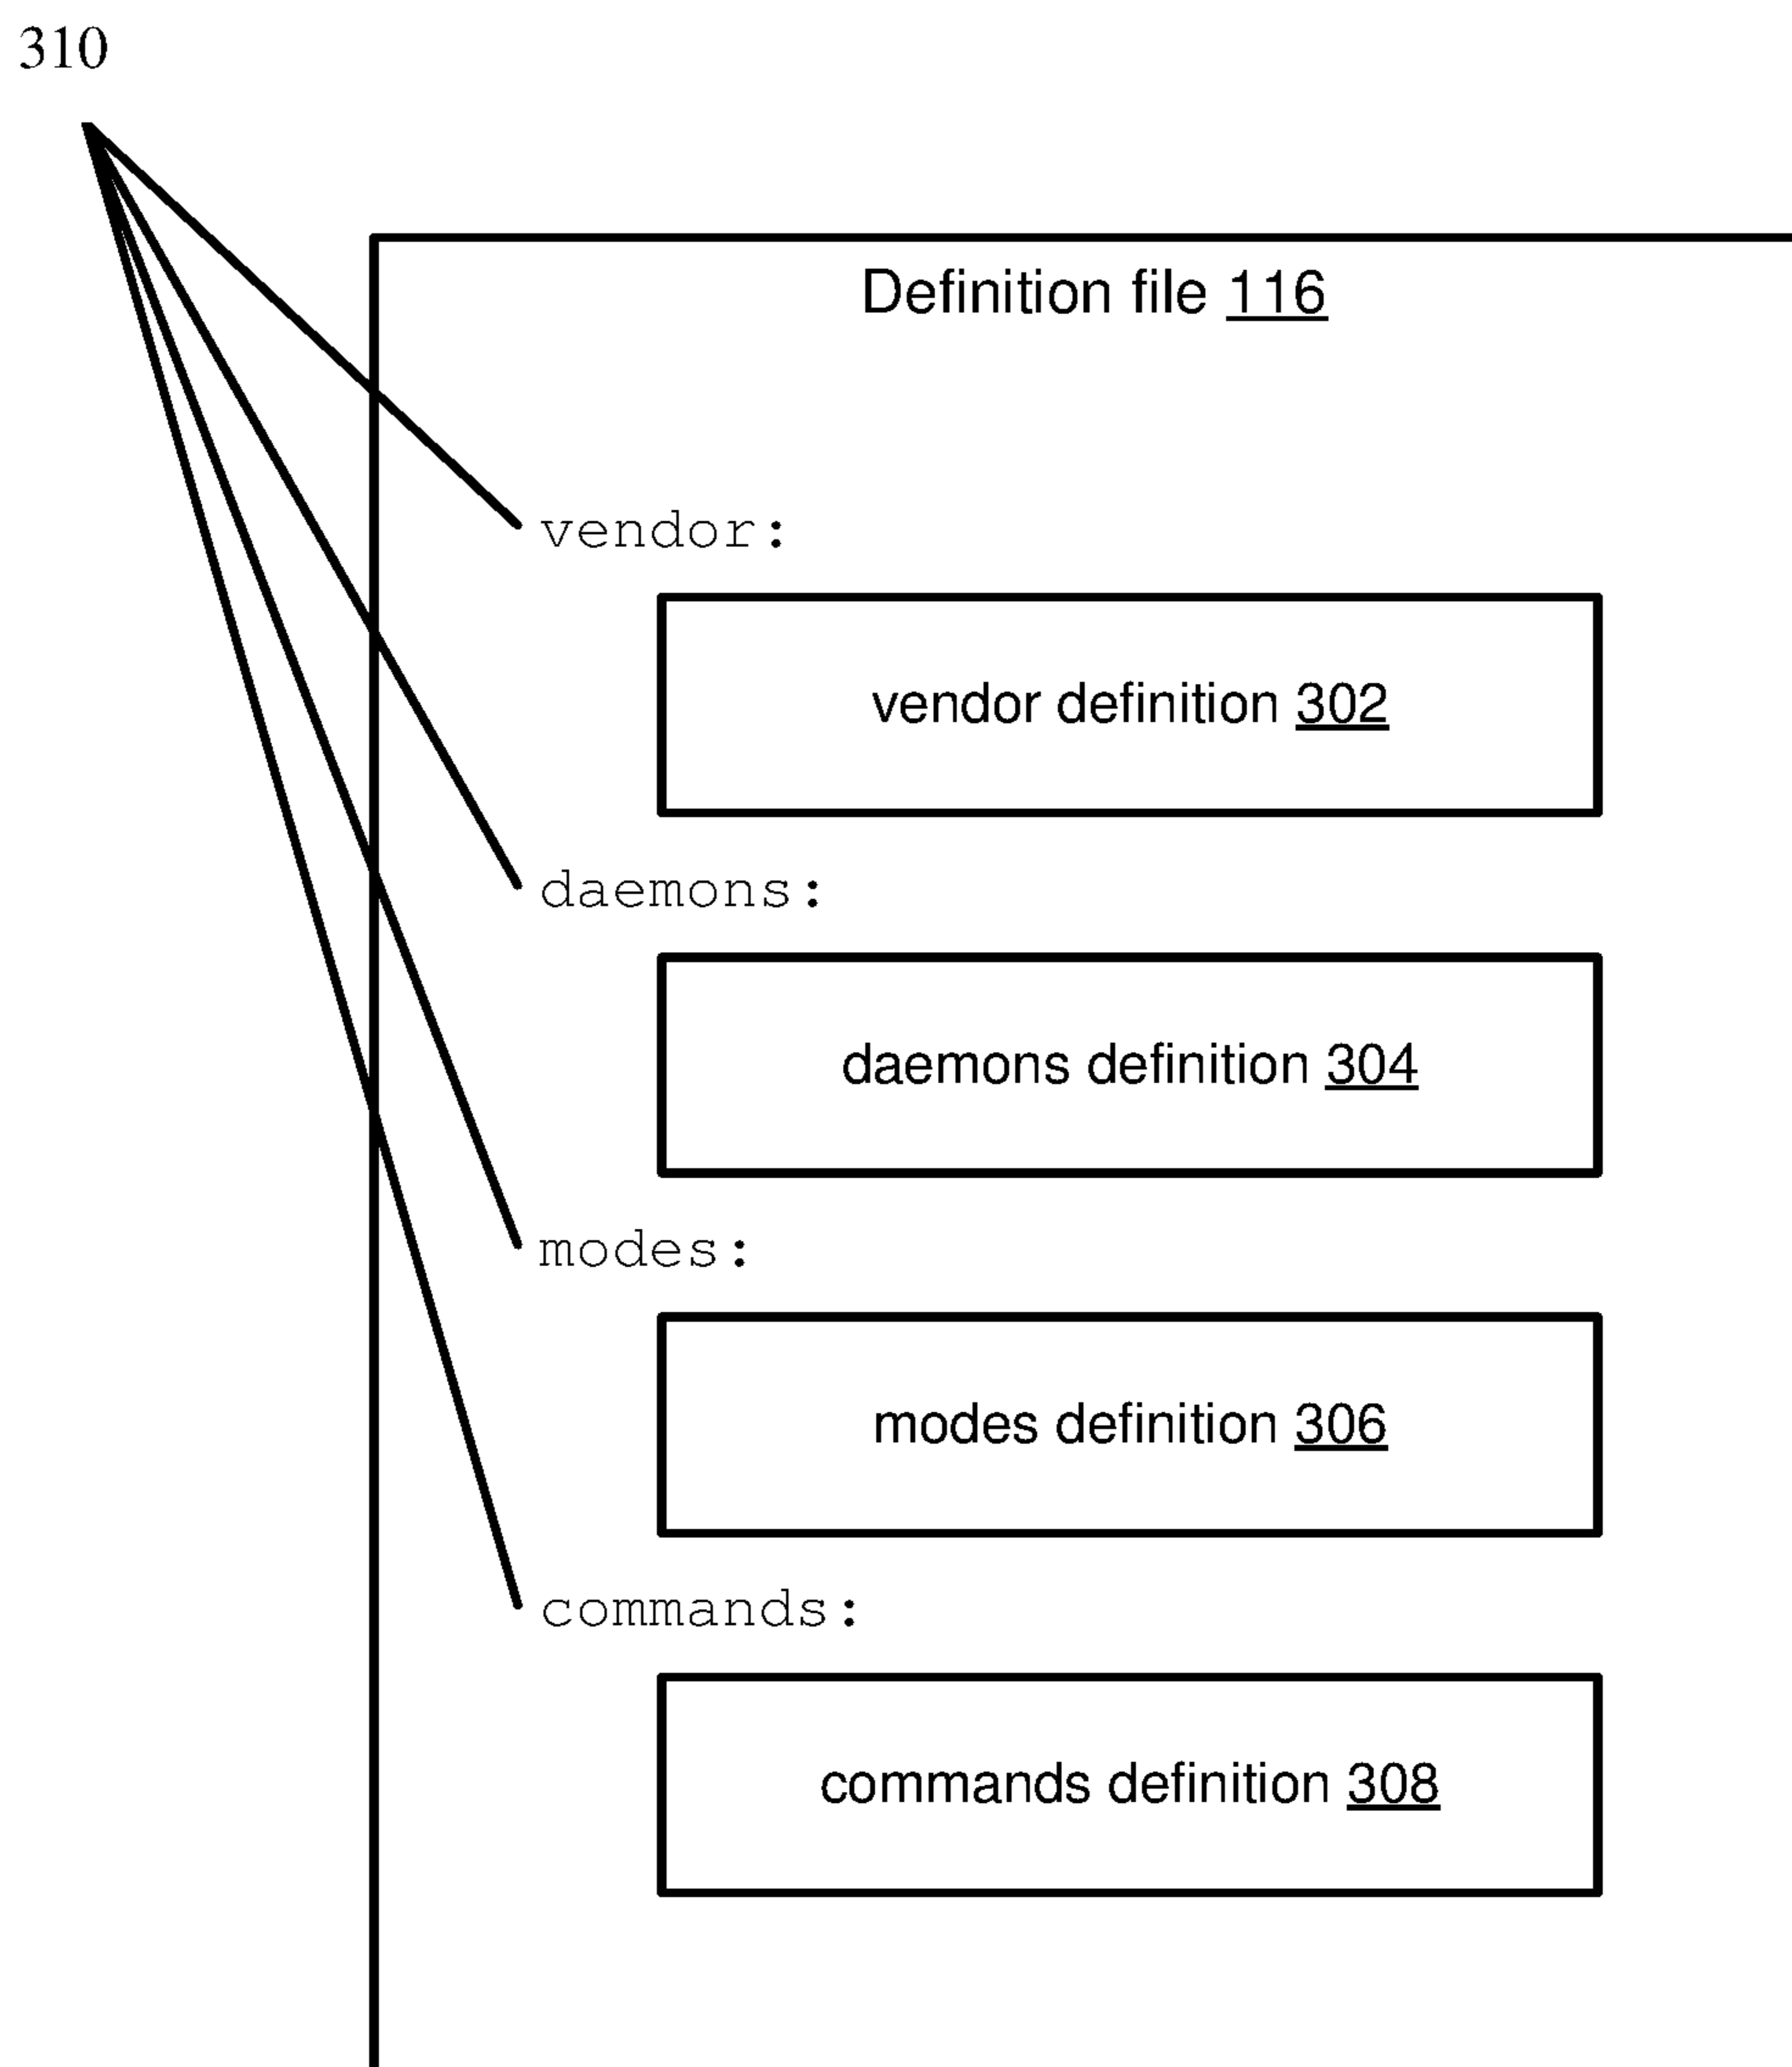 310
Definition file 116
vendor:
vendor definition 302
daemons:
daemons definition 304
modes:
modes definition 306
commands:
commands definition 308